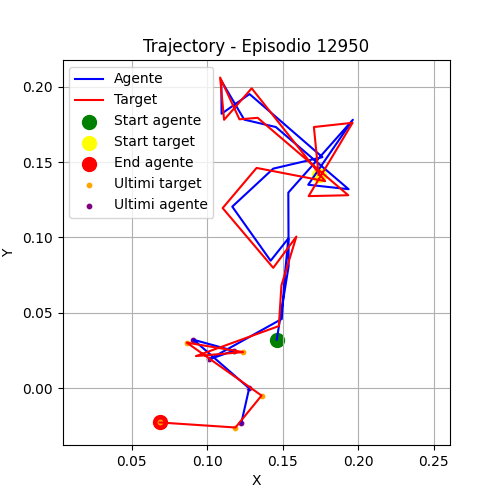 Trajectory - Episodio 12950
Agente
Target
Start agente
Start target
End agente
Ultimi target
Ultimi agente
0.20
0.15
0.10
0.05
0.00
Y
0.05
0.10
0.15
0.20
0.25
X